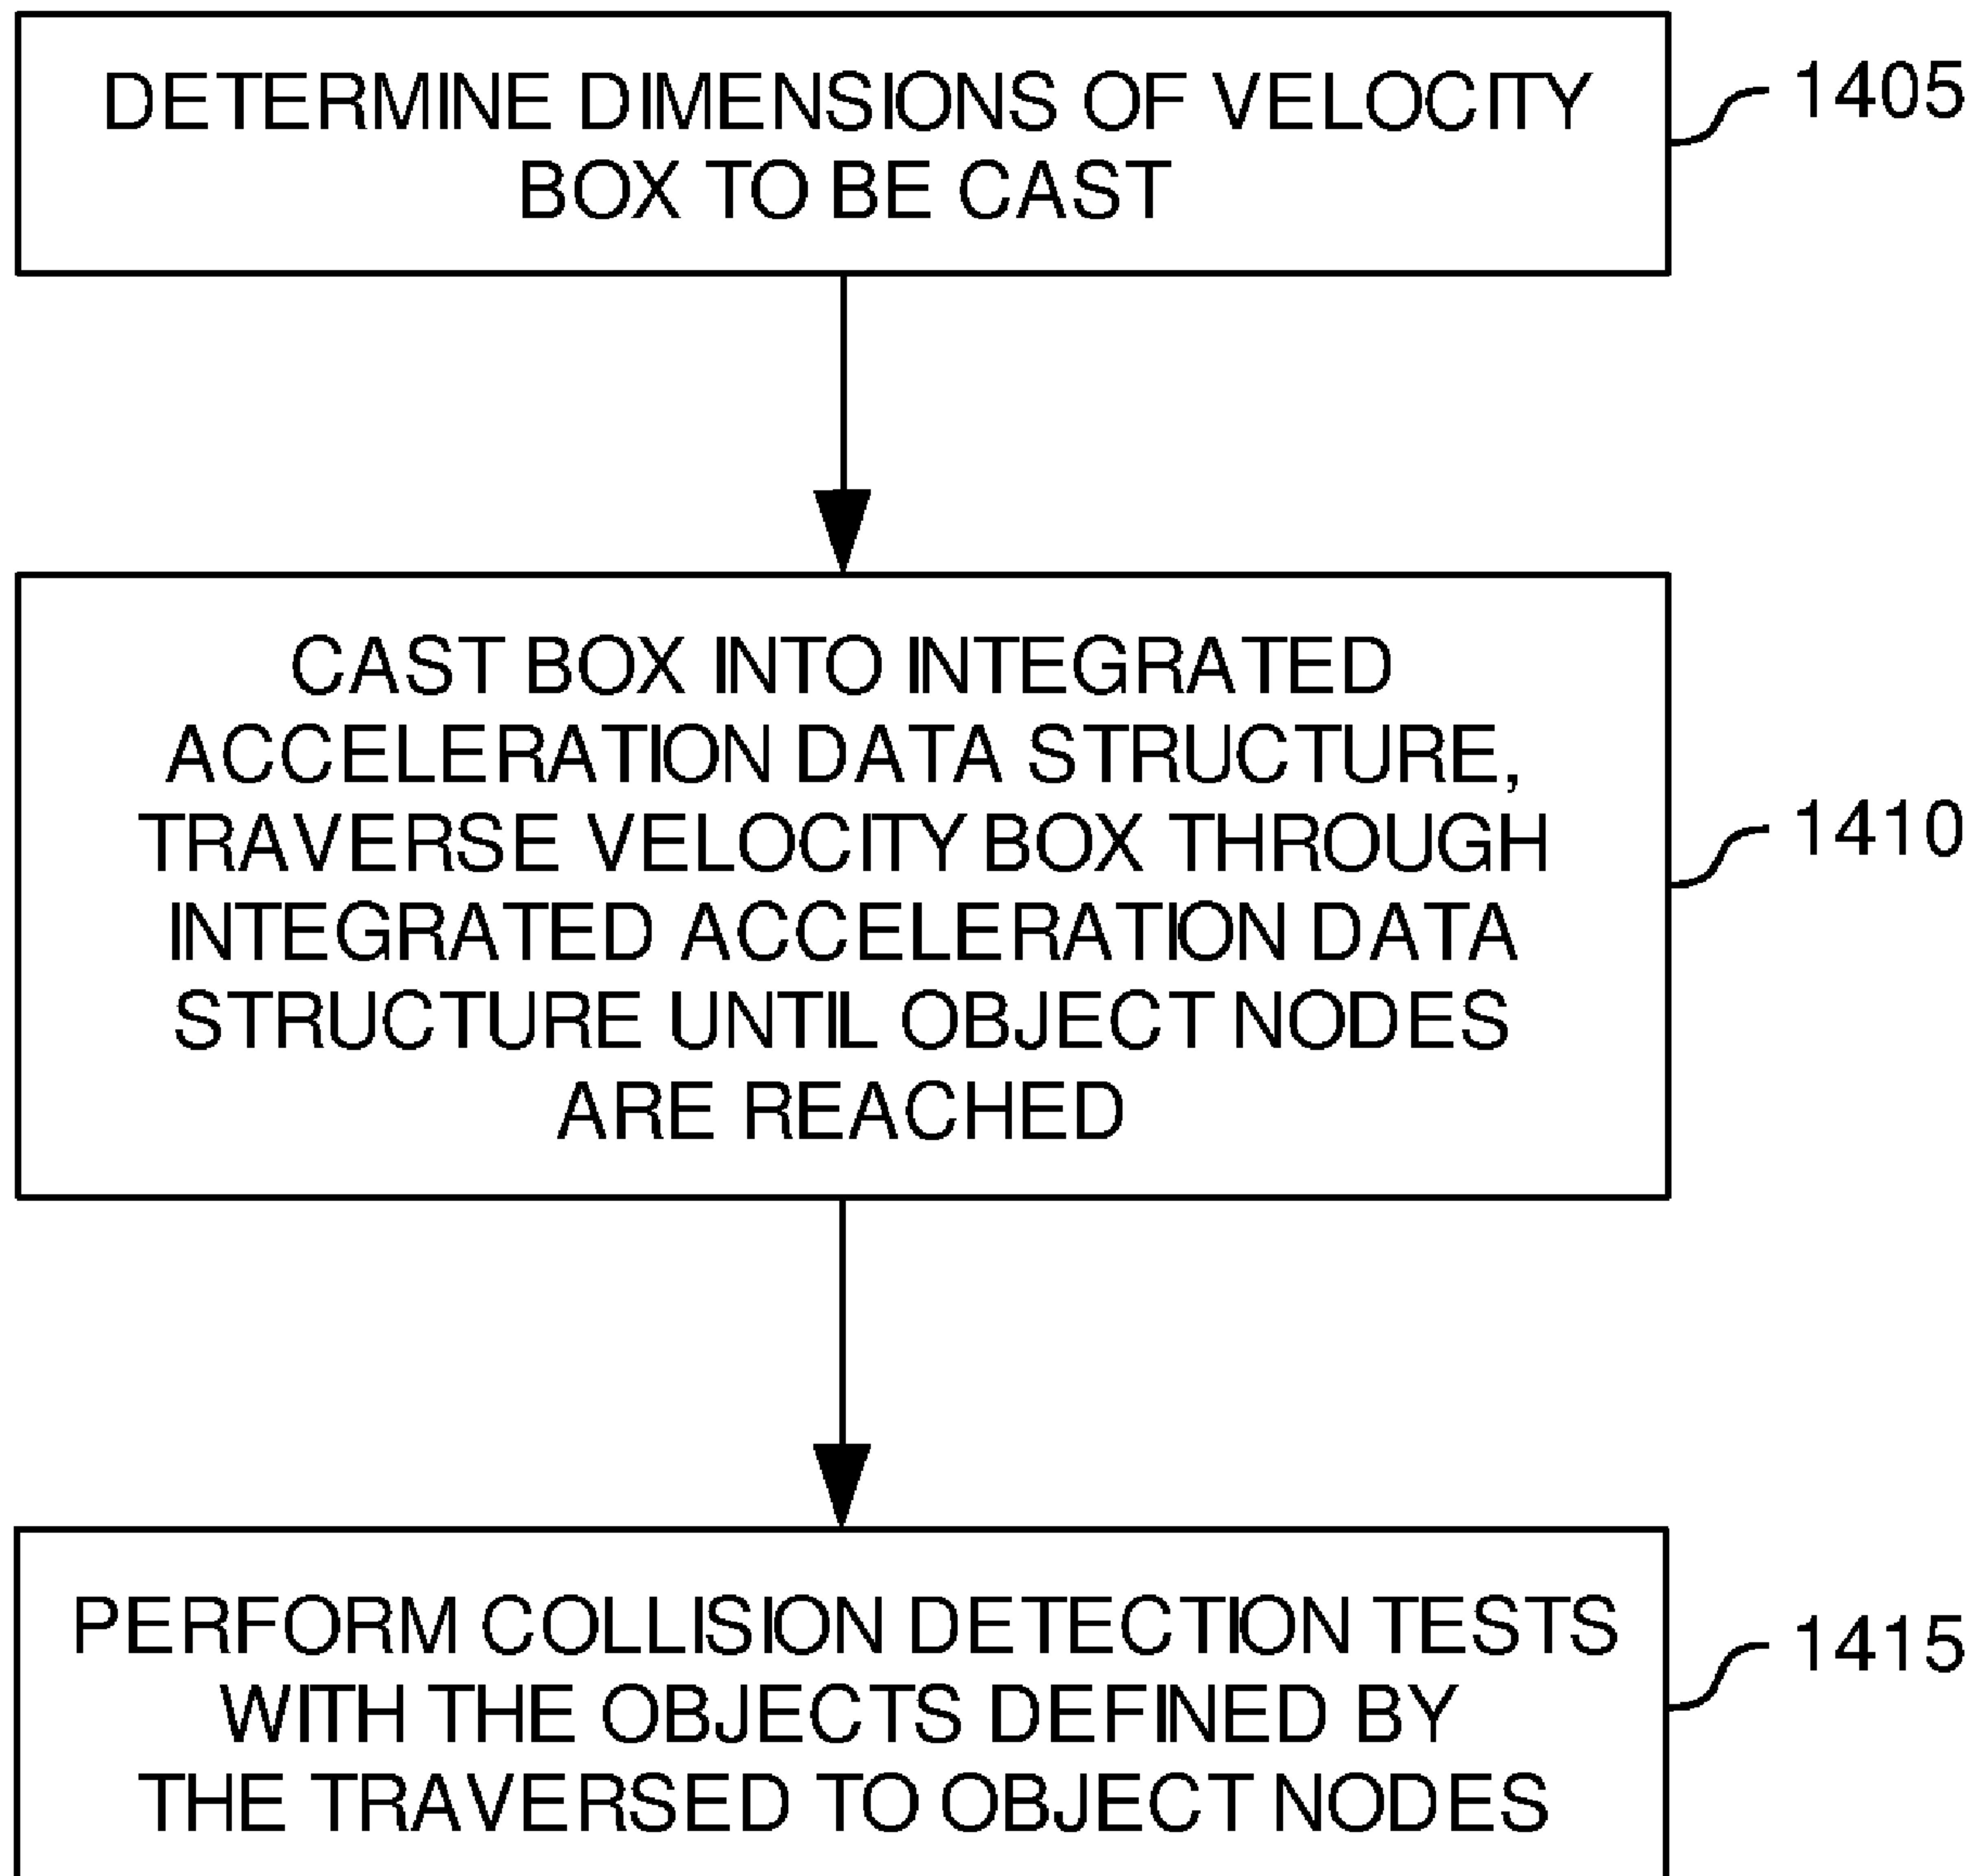 DETERMINE DIMENSIONS OF VELOCITY
BOX TO BE CAST
1405
CAST BOX INTO INTEGRATED
ACCELERATION DATA STRUCTURE,
TRAVERSE VELOCITY BOX THROUGH
INTEGRATED ACCELERATION DATA
STRUCTURE UNTIL OBJECT NODES
ARE REACHED
1410
PERFORM COLLISION DETECTION TESTS
WITH THE OBJECTS DEFINED BY
THE TRAVERSED TO OBJECT NODES
1415